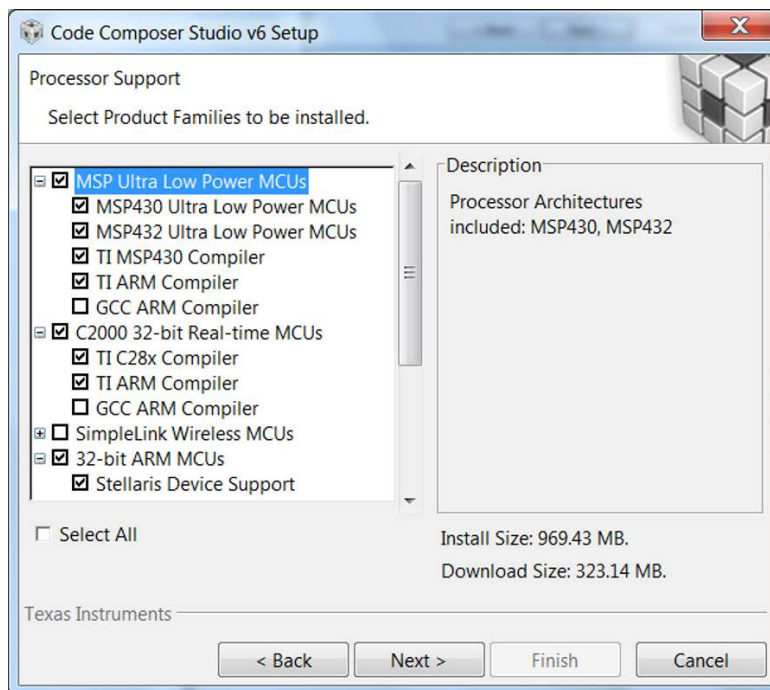 Code Composer Studio v6 Setup
Processor Support
Select Product Families to be installed.
MSP Ultra Low Power MCUs
MSP430 Ultra Low Power MCUs
MSP432 Ultra Low Power MCUs
TI MSP430 Compiler
TI ARM Compiler
GCC ARM Compiler
C2000 32-bit Real-time MCUs
TI C28x Compiler
TI ARM Compiler
GCC ARM Compiler
SimpleLink Wireless MCUs
32-bit ARM MCUs
Stellaris Device Support
Select All
Description
Processor Architectures
included: MSP430, MSP432
Install Size: 969.43 MB.
Download Size: 323.14 MB.
Texas Instruments
< Back
Next >
Finish
Cancel